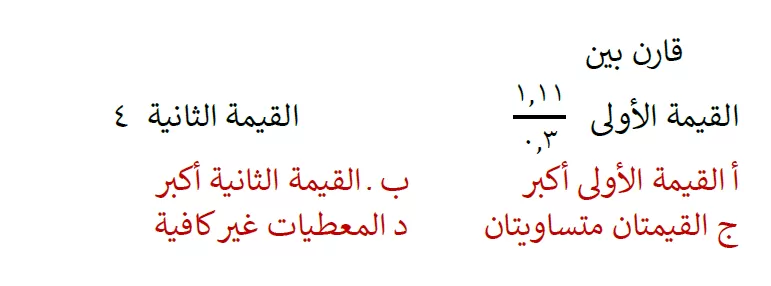 قارن بين
القيمة الأولى ١,١١/٠,٣ القيمة الثانية ٤
أ القيمة الأولى أكبر ب . القيمة الثانية أكبر
ج القيمتان متساويتان د المعطيات غير كافية